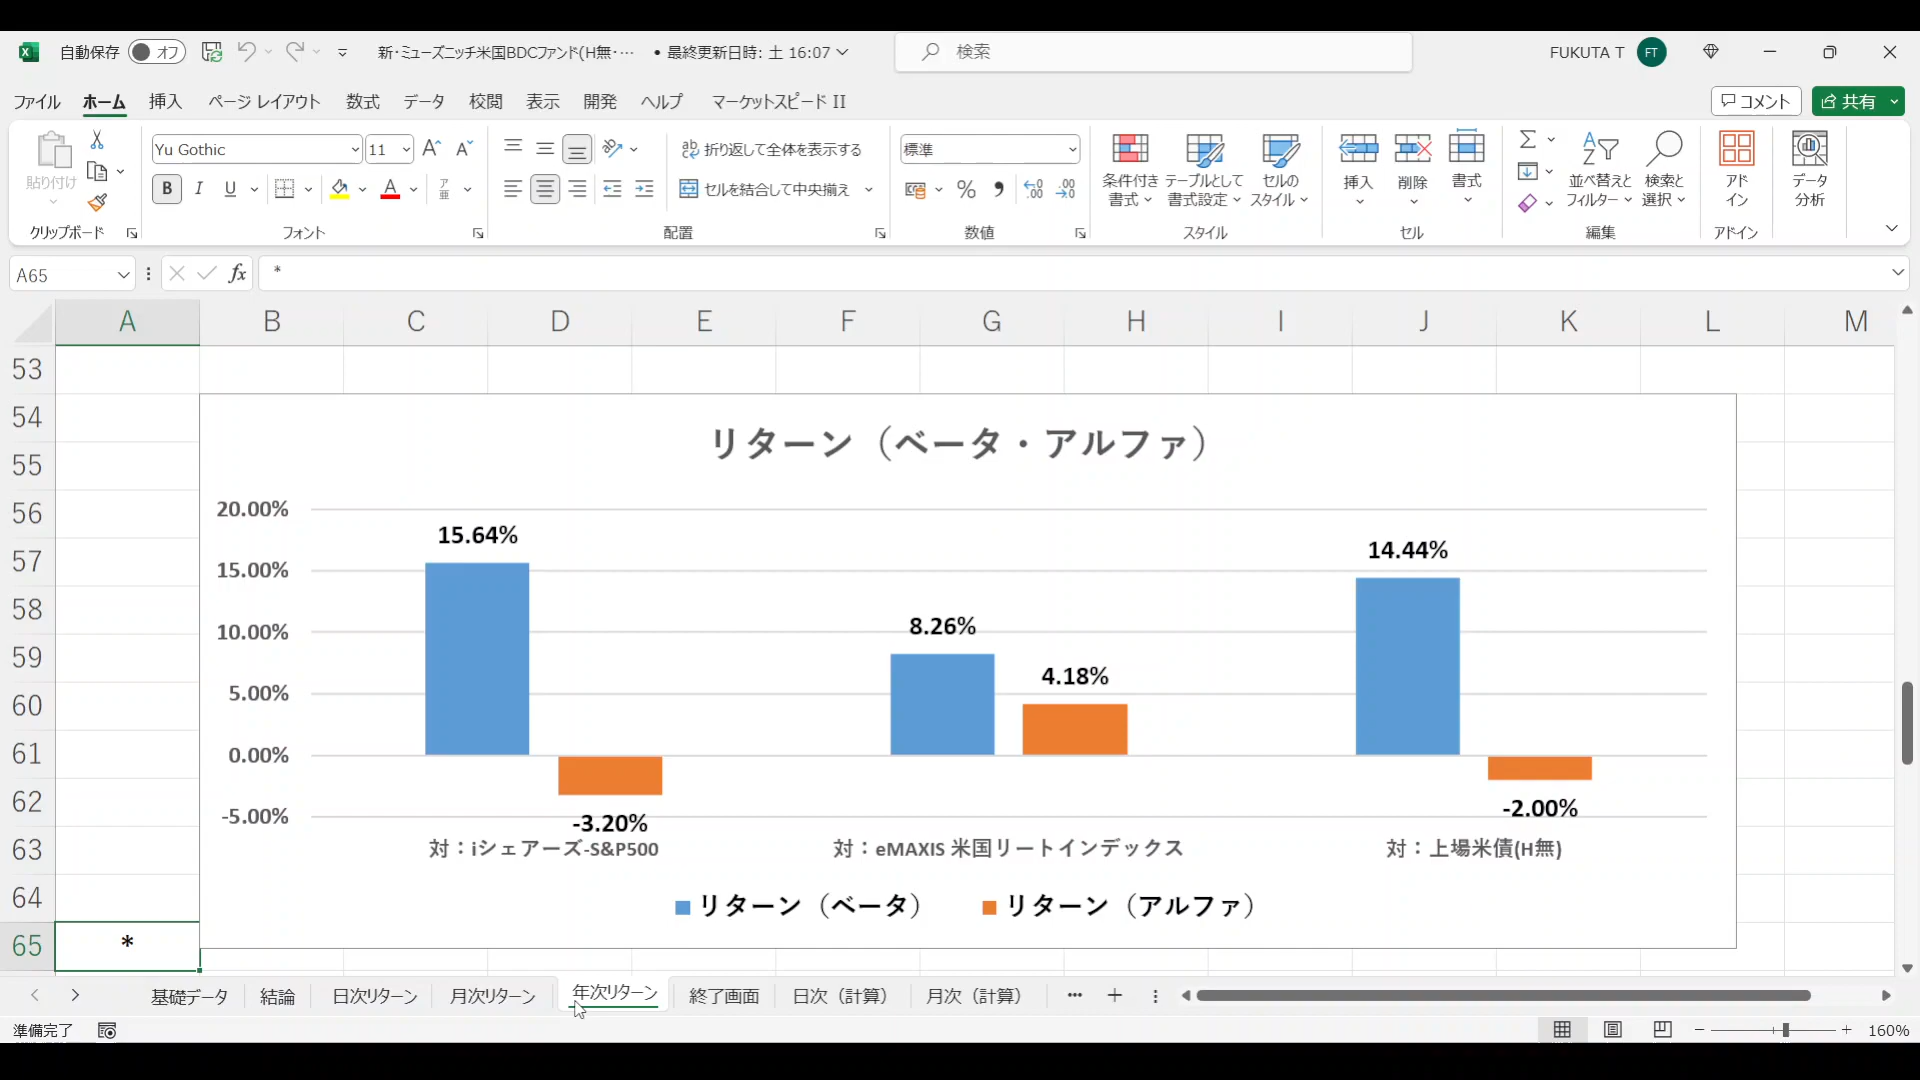 自動保存 オフ 新・ミューズニッチ米国BDCファンド(H無・… • 最終更新日時: 土 16:07 検索 FUKUTA T FT
ファイル ホーム 挿入 ページ レイアウト 数式 データ 校閲 表示 開発 ヘルプ マーケットスピード II コメント 共有
貼り付け
Yu Gothic 11 折り返して全体を表示する 標準
B I U セルを結合して中央揃え
条件付き書式 テーブルとして書式設定 セルのスタイル 挿入 削除 書式 並べ替えとフィルター 検索と選択 アドイン データ分析
クリップボード フォント 配置 数値 スタイル セル 編集 アドイン
A65 fx *
A B C D E F G H I J K L M
53
54
リターン（ベータ・アルファ）
55
56
20.00%
15.64%
14.44%
57
15.00%
58
10.00%
8.26%
59
4.18%
60
5.00%
61
0.00%
62
-5.00%
-3.20%
-2.00%
63
対：iシェアーズ-S&P500 対：eMAXIS 米国リートインデックス 対：上場米債(H無)
64
リターン（ベータ） リターン（アルファ）
65 *
基礎データ 結論 日次リターン 月次リターン 年次リターン 終了画面 日次（計算） 月次（計算） … +
準備完了 160%